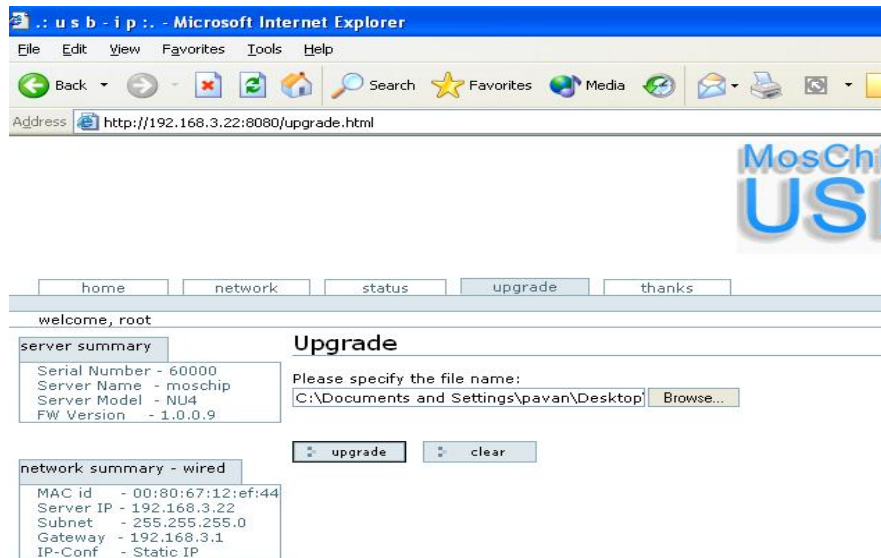 .: u s b - i p :. - Microsoft Internet Explorer
File Edit View Favorites Tools Help
Back Search Favorites Media
Address http://192.168.3.22:8080/upgrade.html
MosCh
US
home network status upgrade thanks
welcome, root
server summary
Serial Number - 60000
Server Name - moschip
Server Model - NU4
FW Version - 1.0.0.9
Upgrade
Please specify the file name:
C:\Documents and Settings\pavan\Desktop\ Browse...
upgrade clear
network summary - wired
MAC id - 00:80:67:12:ef:44
Server IP - 192.168.3.22
Subnet - 255.255.255.0
Gateway - 192.168.3.1
IP-Conf - Static IP